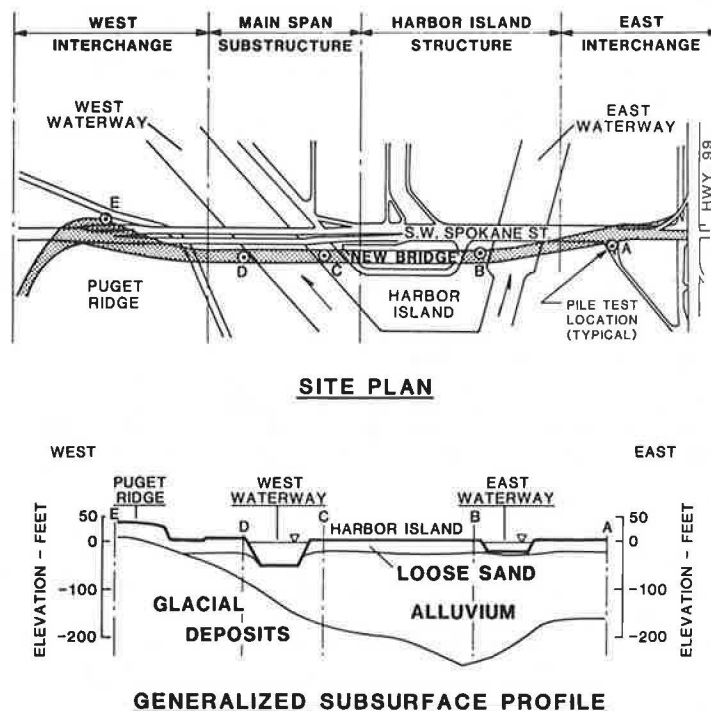 WEST INTERCHANGE
MAIN SPAN SUBSTRUCTURE
HARBOR ISLAND STRUCTURE
EAST INTERCHANGE
WEST WATERWAY
EAST WATERWAY
HWY 99
E
S.W. SPOKANE ST.
NEW BRIDGE
A
D
C
B
PUGET RIDGE
HARBOR ISLAND
PILE TEST LOCATION (TYPICAL)
SITE PLAN
WEST
EAST
PUGET RIDGE
WEST WATERWAY
EAST WATERWAY
E
D
C
HARBOR ISLAND
B
A
50
0
-100
-200
ELEVATION - FEET
50
0
-100
-200
ELEVATION - FEET
LOOSE SAND
GLACIAL DEPOSITS
ALLUVIUM
GENERALIZED SUBSURFACE PROFILE